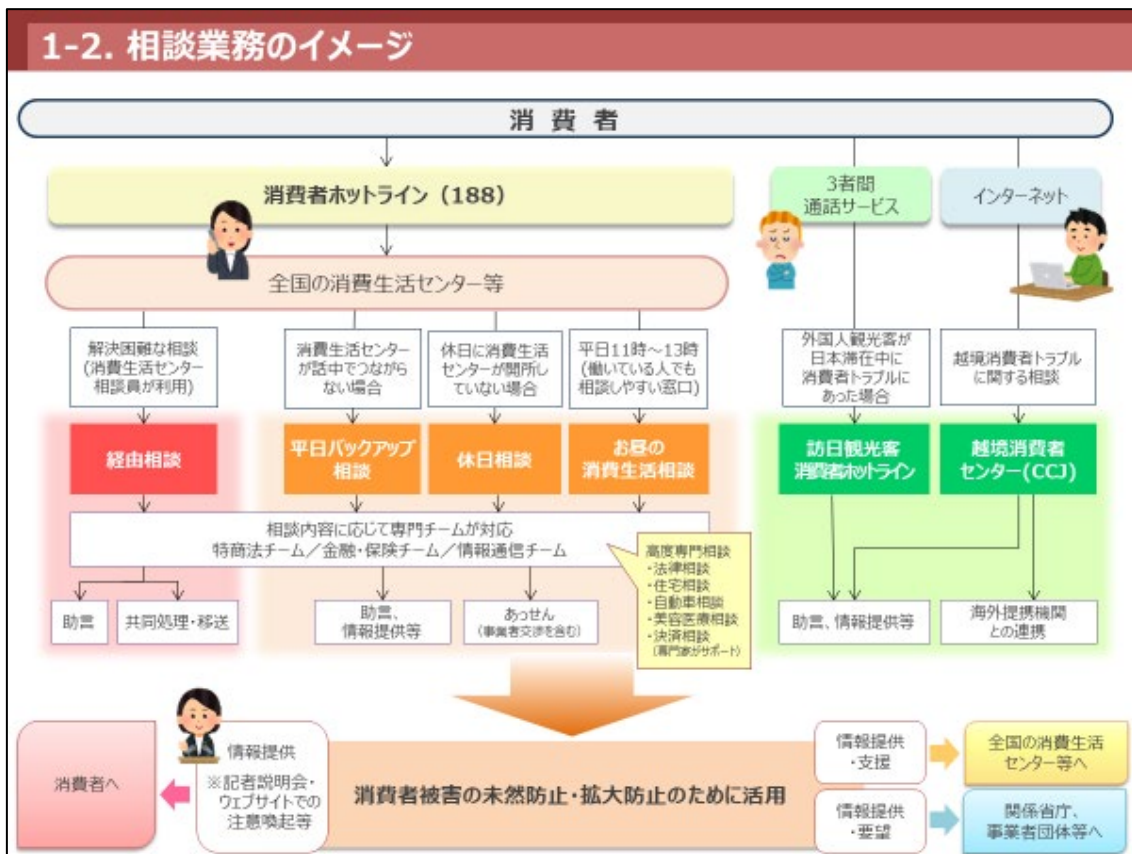 1-2. 相談業務のイメージ
消費者
消費者ホットライン（188）
3者間
通話サービス
インターネット
全国の消費生活センター等
解決困難な相談
(消費生活センター
相談員が利用)
消費生活センター
が話中でつながら
ない場合
休日に消費生活
センターが開所し
ていない場合
平日11時～13時
(働いている人でも
相談しやすい窓口)
外国人観光客が
日本滞在中に
消費者トラブルに
あった場合
越境消費者トラブル
に関する相談
経由相談
平日バックアップ
相談
休日相談
お昼の
消費生活相談
訪日観光客
消費者ホットライン
越境消費者
センター(CCJ)
相談内容に応じて専門チームが対応
特商法チーム／金融・保険チーム／情報通信チーム
高度専門相談
・法律相談
・住宅相談
・自動車相談
・美容医療相談
・決済相談
(専門家がサポート)
助言
共同処理・移送
助言、
情報提供等
あっせん
(事業者交渉を含む)
助言、情報提供等
海外提携機関
との連携
消費者へ
情報提供
※記者説明会・
ウェブサイトでの
注意喚起等
消費者被害の未然防止・拡大防止のために活用
情報提供
・支援
全国の消費生活
センター等へ
情報提供
・要望
関係省庁、
事業者団体等へ